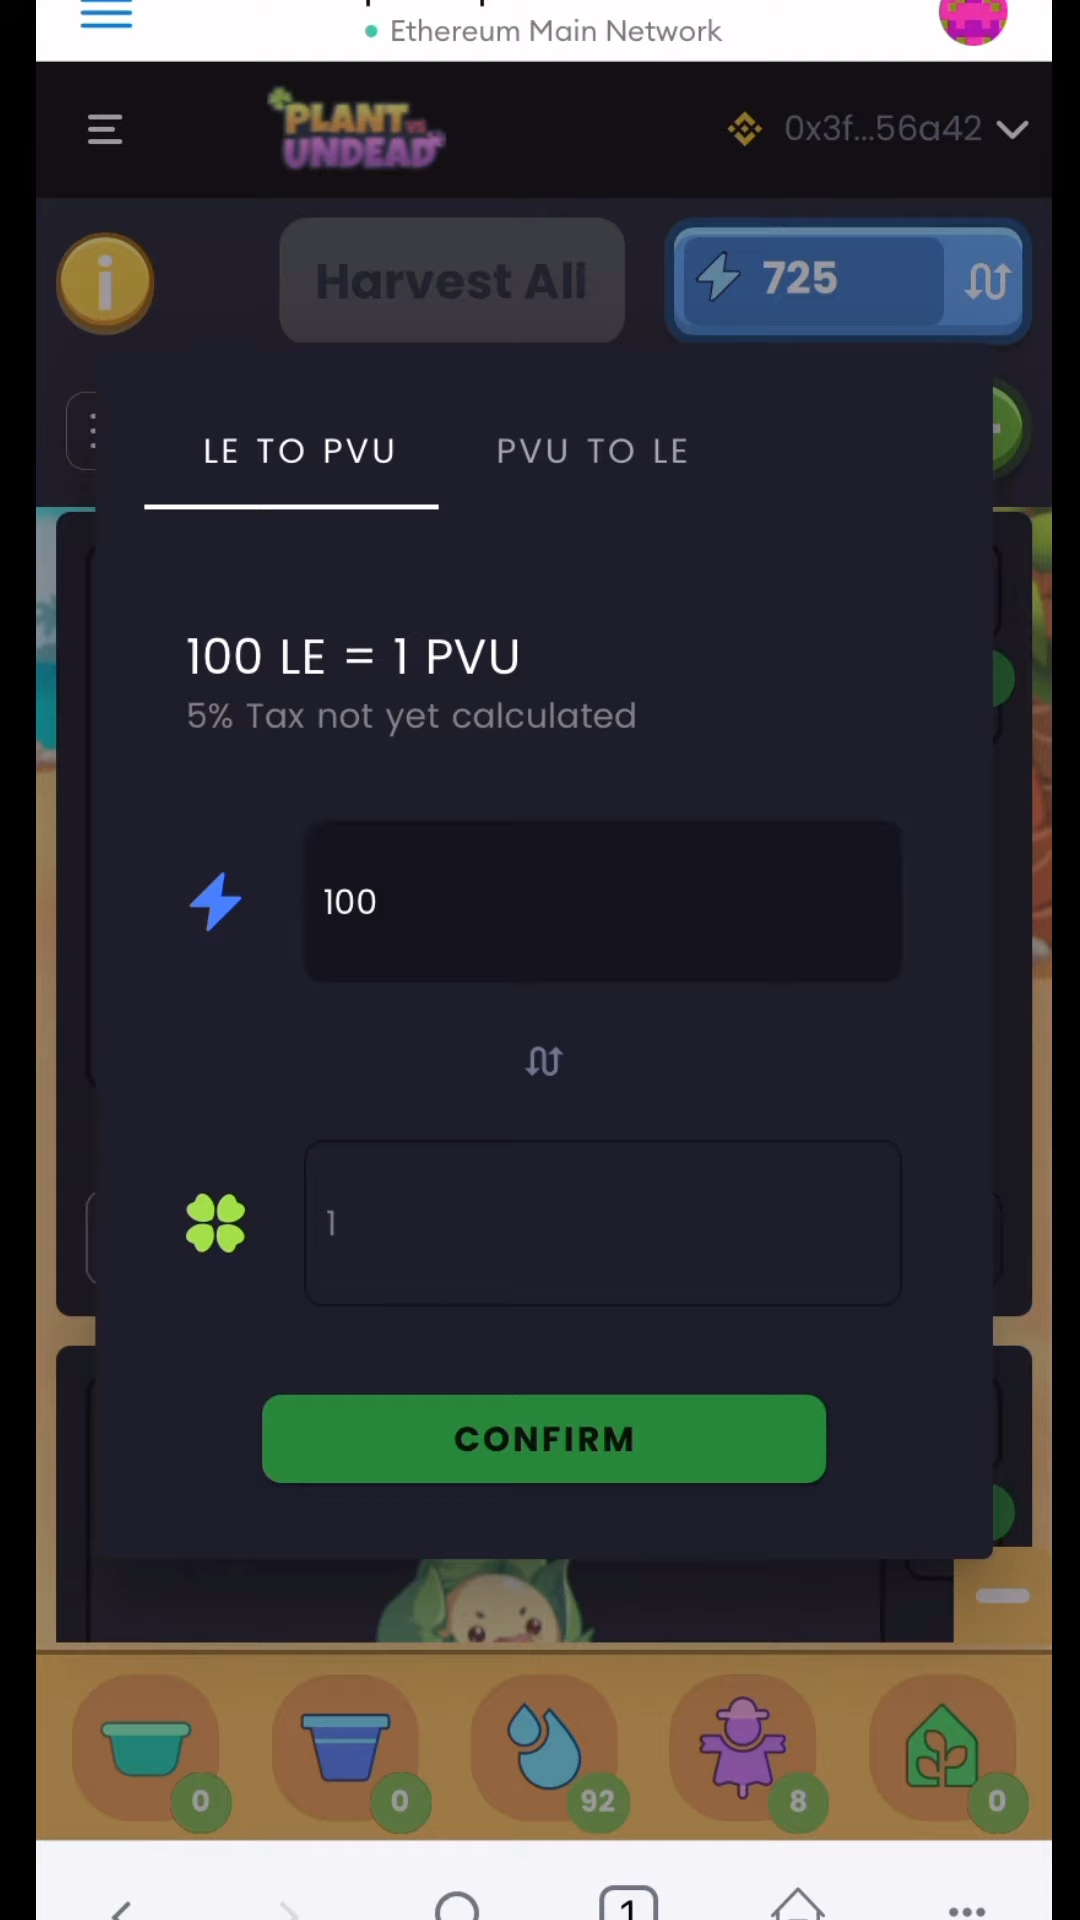 Ethereum Main Network
PLANT VS
UNDEAD
0x3f...56a42
Harvest All
725
LE TO PVU
PVU TO LE
100 LE = 1 PVU
5% Tax not yet calculated
100
1
CONFIRM
0
0
92
8
0
1